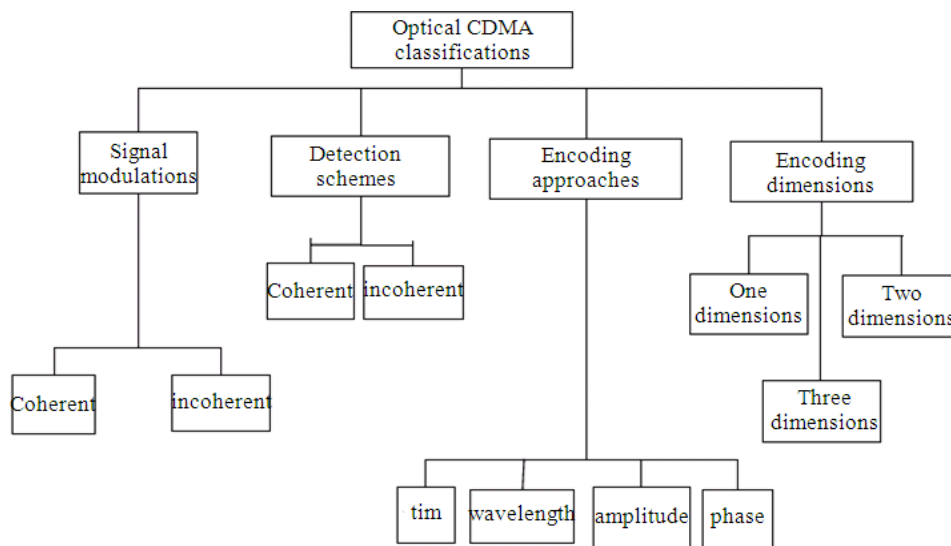 Optical CDMA
classifications
Signal
modulations
Detection
schemes
Encoding
approaches
Encoding
dimensions
Coherent
incoherent
One
dimensions
Two
dimensions
Coherent
incoherent
Three
dimensions
tim
wavelength
amplitude
phase